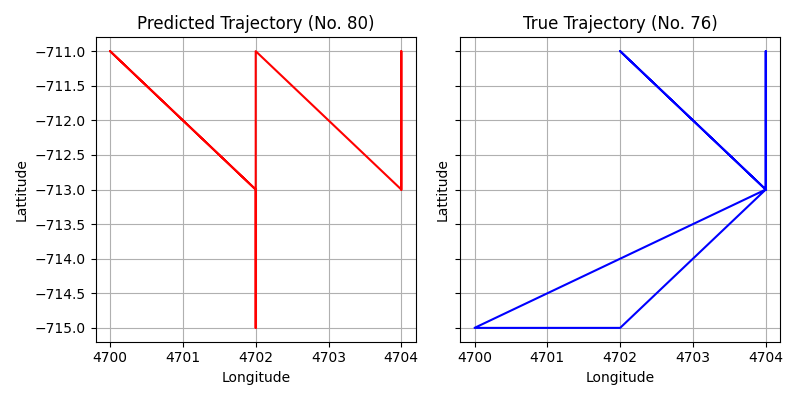 Predicted Trajectory (No. 80)
True Trajectory (No. 76)
Lattitude
−711.0
−711.5
−712.0
−712.5
−713.0
−713.5
−714.0
−714.5
−715.0
4700 4701 4702 4703 4704
Longitude
Lattitude
4700 4701 4702 4703 4704
Longitude